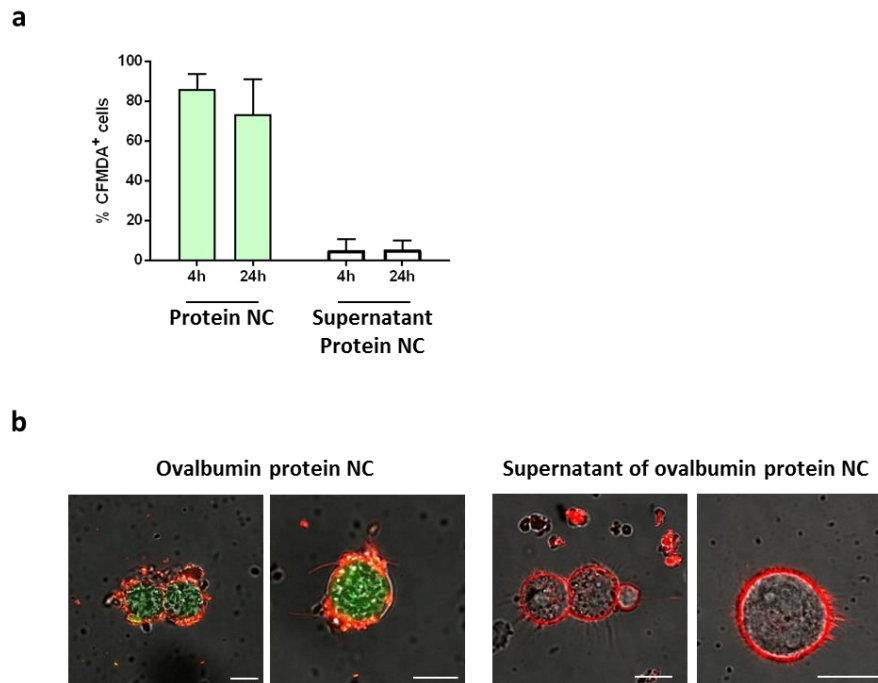 a
100
80
60
40
20
0
% CFMDA⁺ cells
4h 24h 4h 24h
Protein NC Supernatant
Protein NC
b
Ovalbumin protein NC Supernatant of ovalbumin protein NC